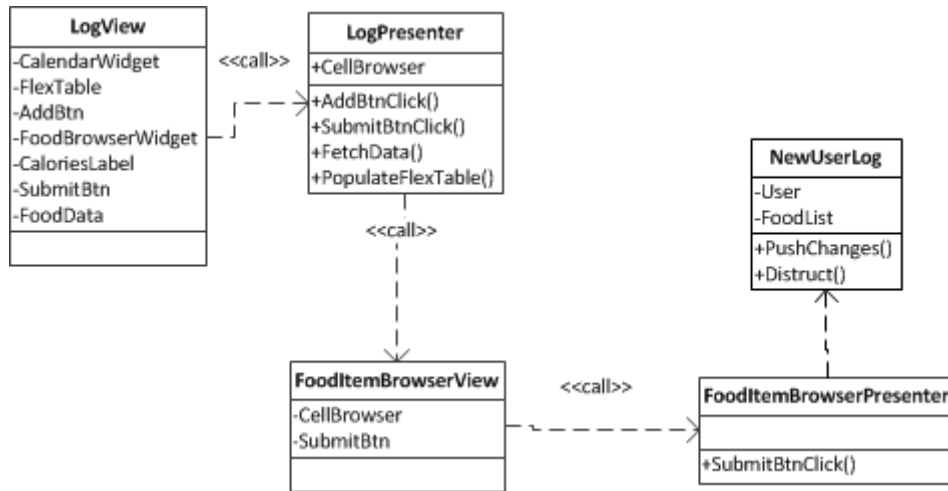 LogView
-CalendarWidget
-FlexTable
-AddBtn
-FoodBrowserWidget
-CaloriesLabel
-SubmitBtn
-FoodData
<<call>>
LogPresenter
+CellBrowser
+AddBtnClick()
+SubmitBtnClick()
+FetchData()
+PopulateFlexTable()
<<call>>
NewUserLog
-User
-FoodList
+PushChanges()
+Distruct()
FoodItemBrowserView
-CellBrowser
-SubmitBtn
<<call>>
FoodItemBrowserPresenter
+SubmitBtnClick()